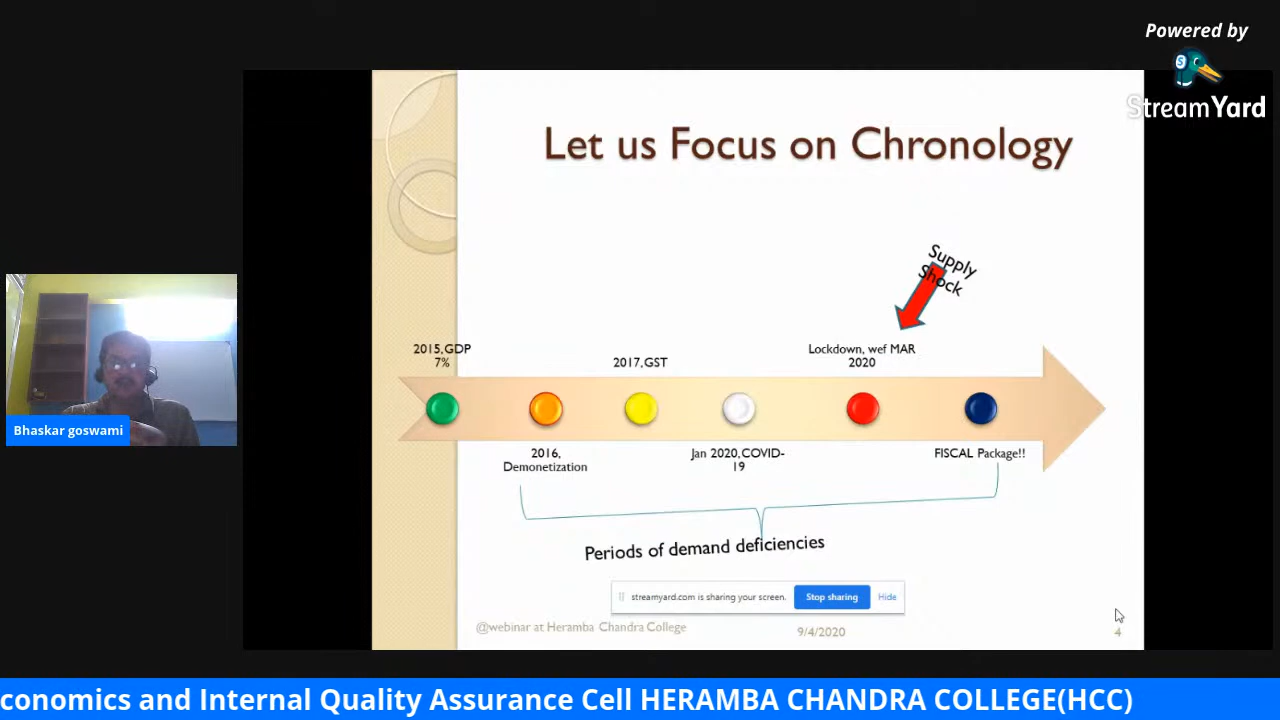 Powered by
StreamYard
Let us Focus on Chronology
Supply
Shock
2015,GDP
7%
2017,GST
Lockdown, wef MAR
2020
2016,
Demonetization
Jan 2020,COVID-
19
FISCAL Package!!
Periods of demand deficiencies
streamyard.com is sharing your screen.
Stop sharing
Hide
@webinar at Heramba Chandra College
9/4/2020
4
Bhaskar goswami
conomics and Internal Quality Assurance Cell HERAMBA CHANDRA COLLEGE(HCC)